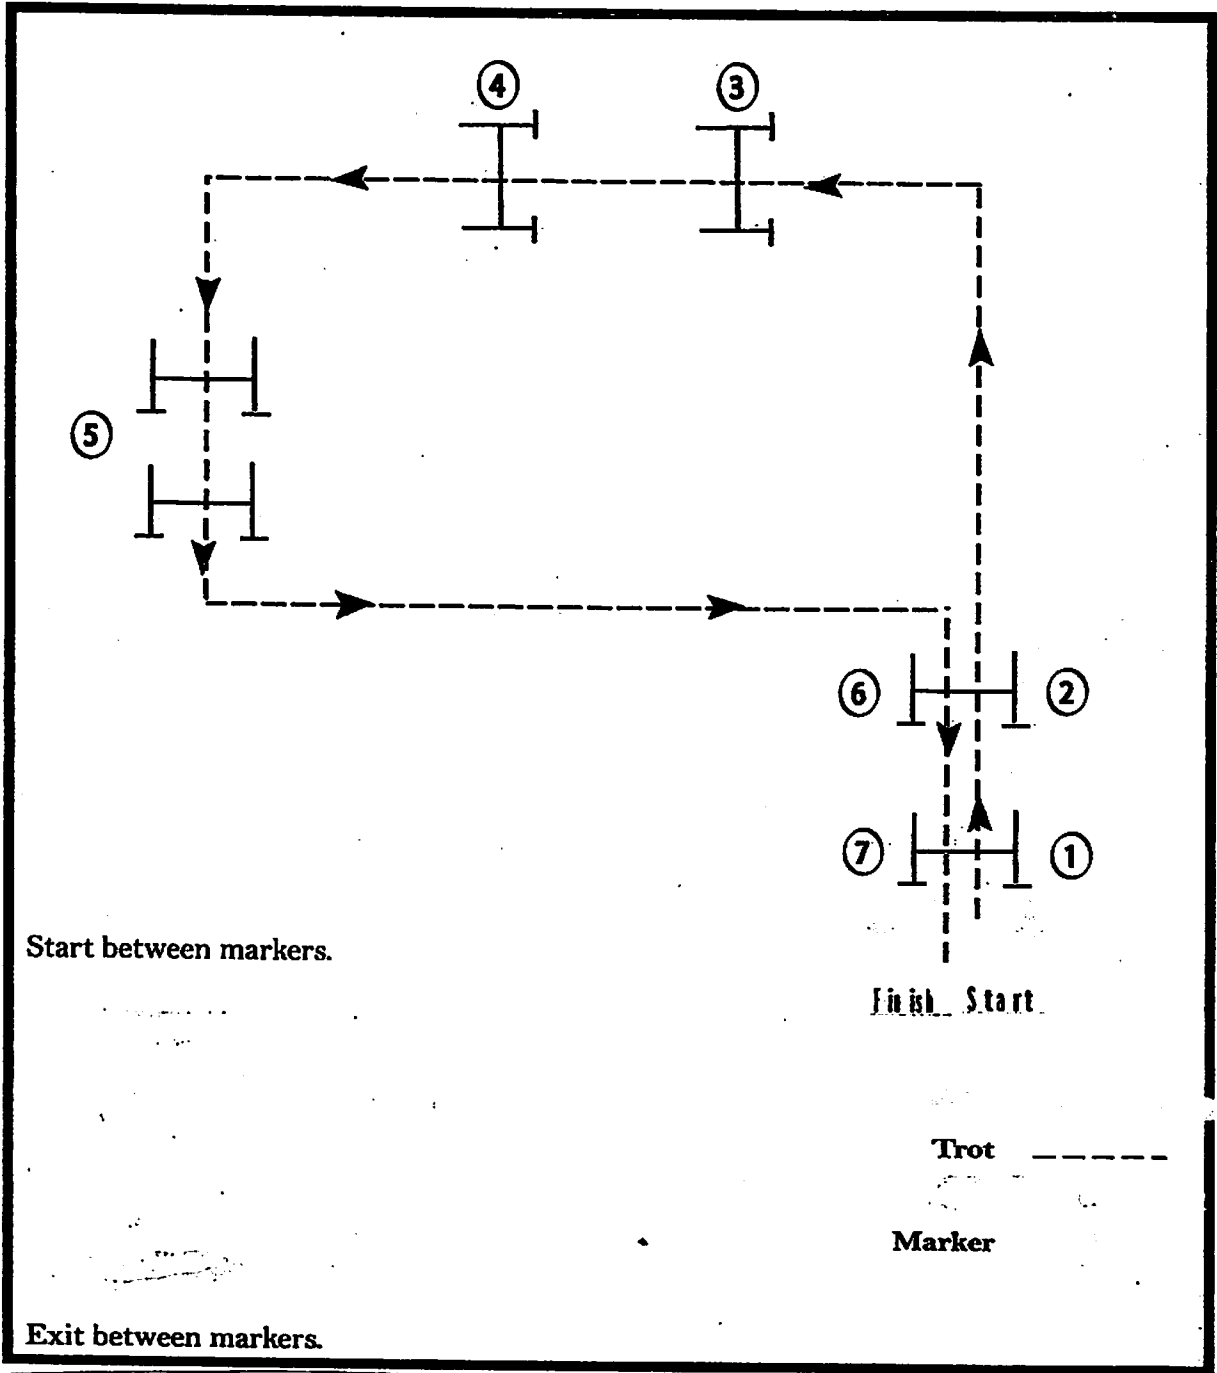 ④ ③
⑤
⑥ ②
⑦ ①
Start between markers.
Finish Start
Trot
Marker
Exit between markers.